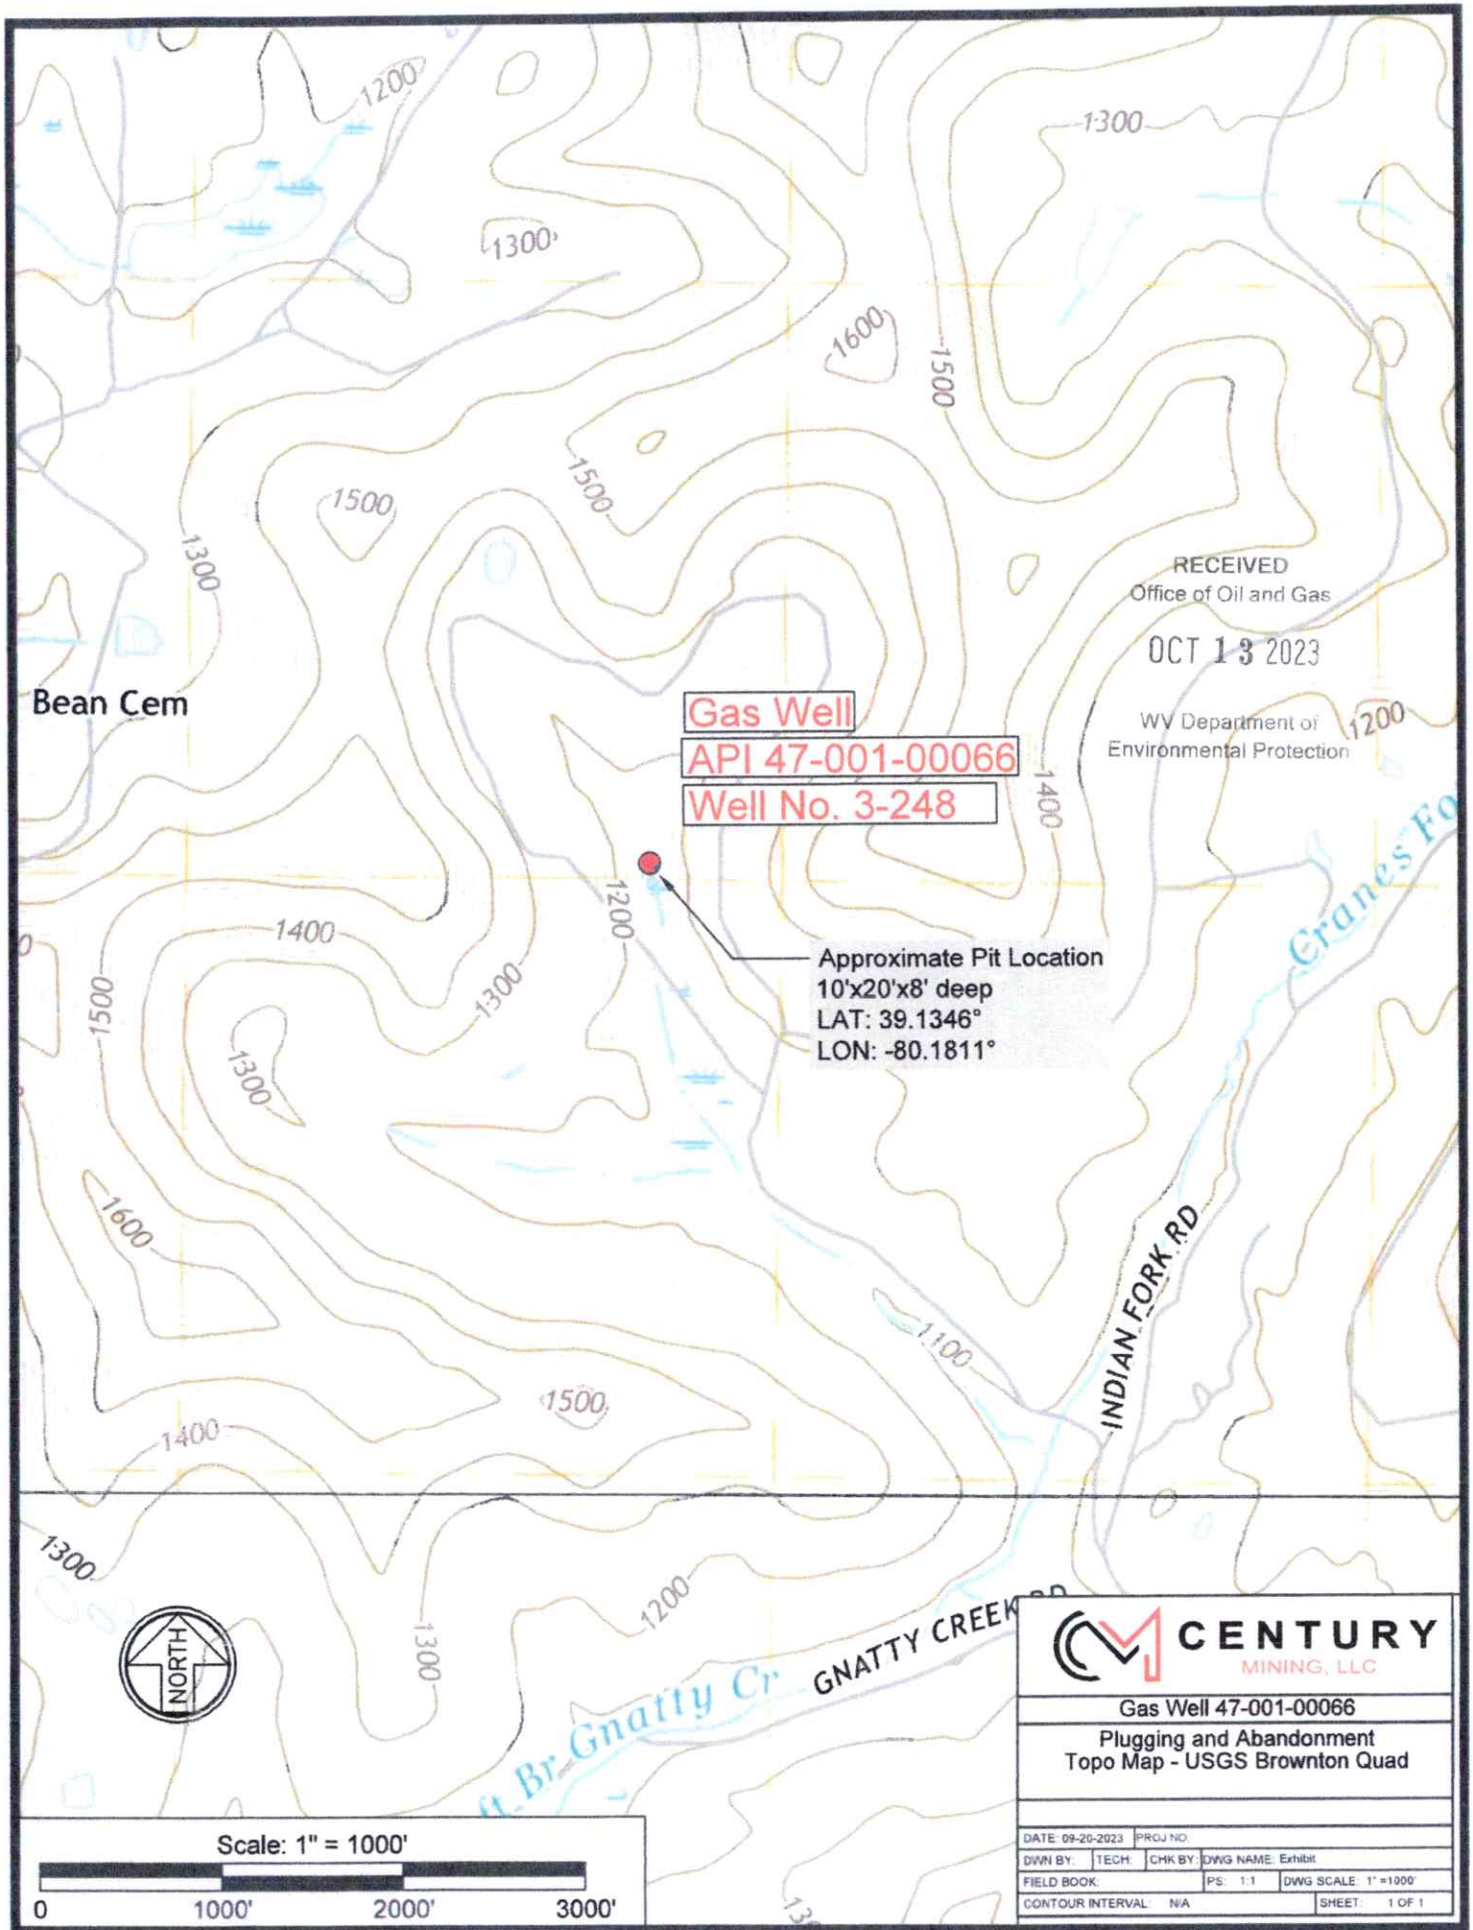 1200
1300
1300
1600
1500
1500
1500
1300
RECEIVED
Office of Oil and Gas
OCT 13 2023
WV Department of
Environmental Protection
1200
Bean Cem
Gas Well
API 47-001-00066
Well No. 3-248
1400
Cranes Fo
1200
1400
1300
1500
1300
Approximate Pit Location
10'x20'x8' deep
LAT: 39.1346°
LON: -80.1811°
1600
INDIAN FORK RD
1100
1500
1400
1300
1300
1200
NORTH
GNATTY CREEK RD
ft Br Gnatty Cr
CENTURY
MINING, LLC
Gas Well 47-001-00066
Plugging and Abandonment
Topo Map - USGS Brownton Quad
Scale: 1" = 1000'
0 1000' 2000' 3000'
DATE: 09-20-2023 PROJ NO.
DWN BY: TECH: CHK BY: DWG NAME: Exhibit
FIELD BOOK: PS: 1:1 DWG SCALE: 1" =1000'
CONTOUR INTERVAL: N/A SHEET: 1 OF 1